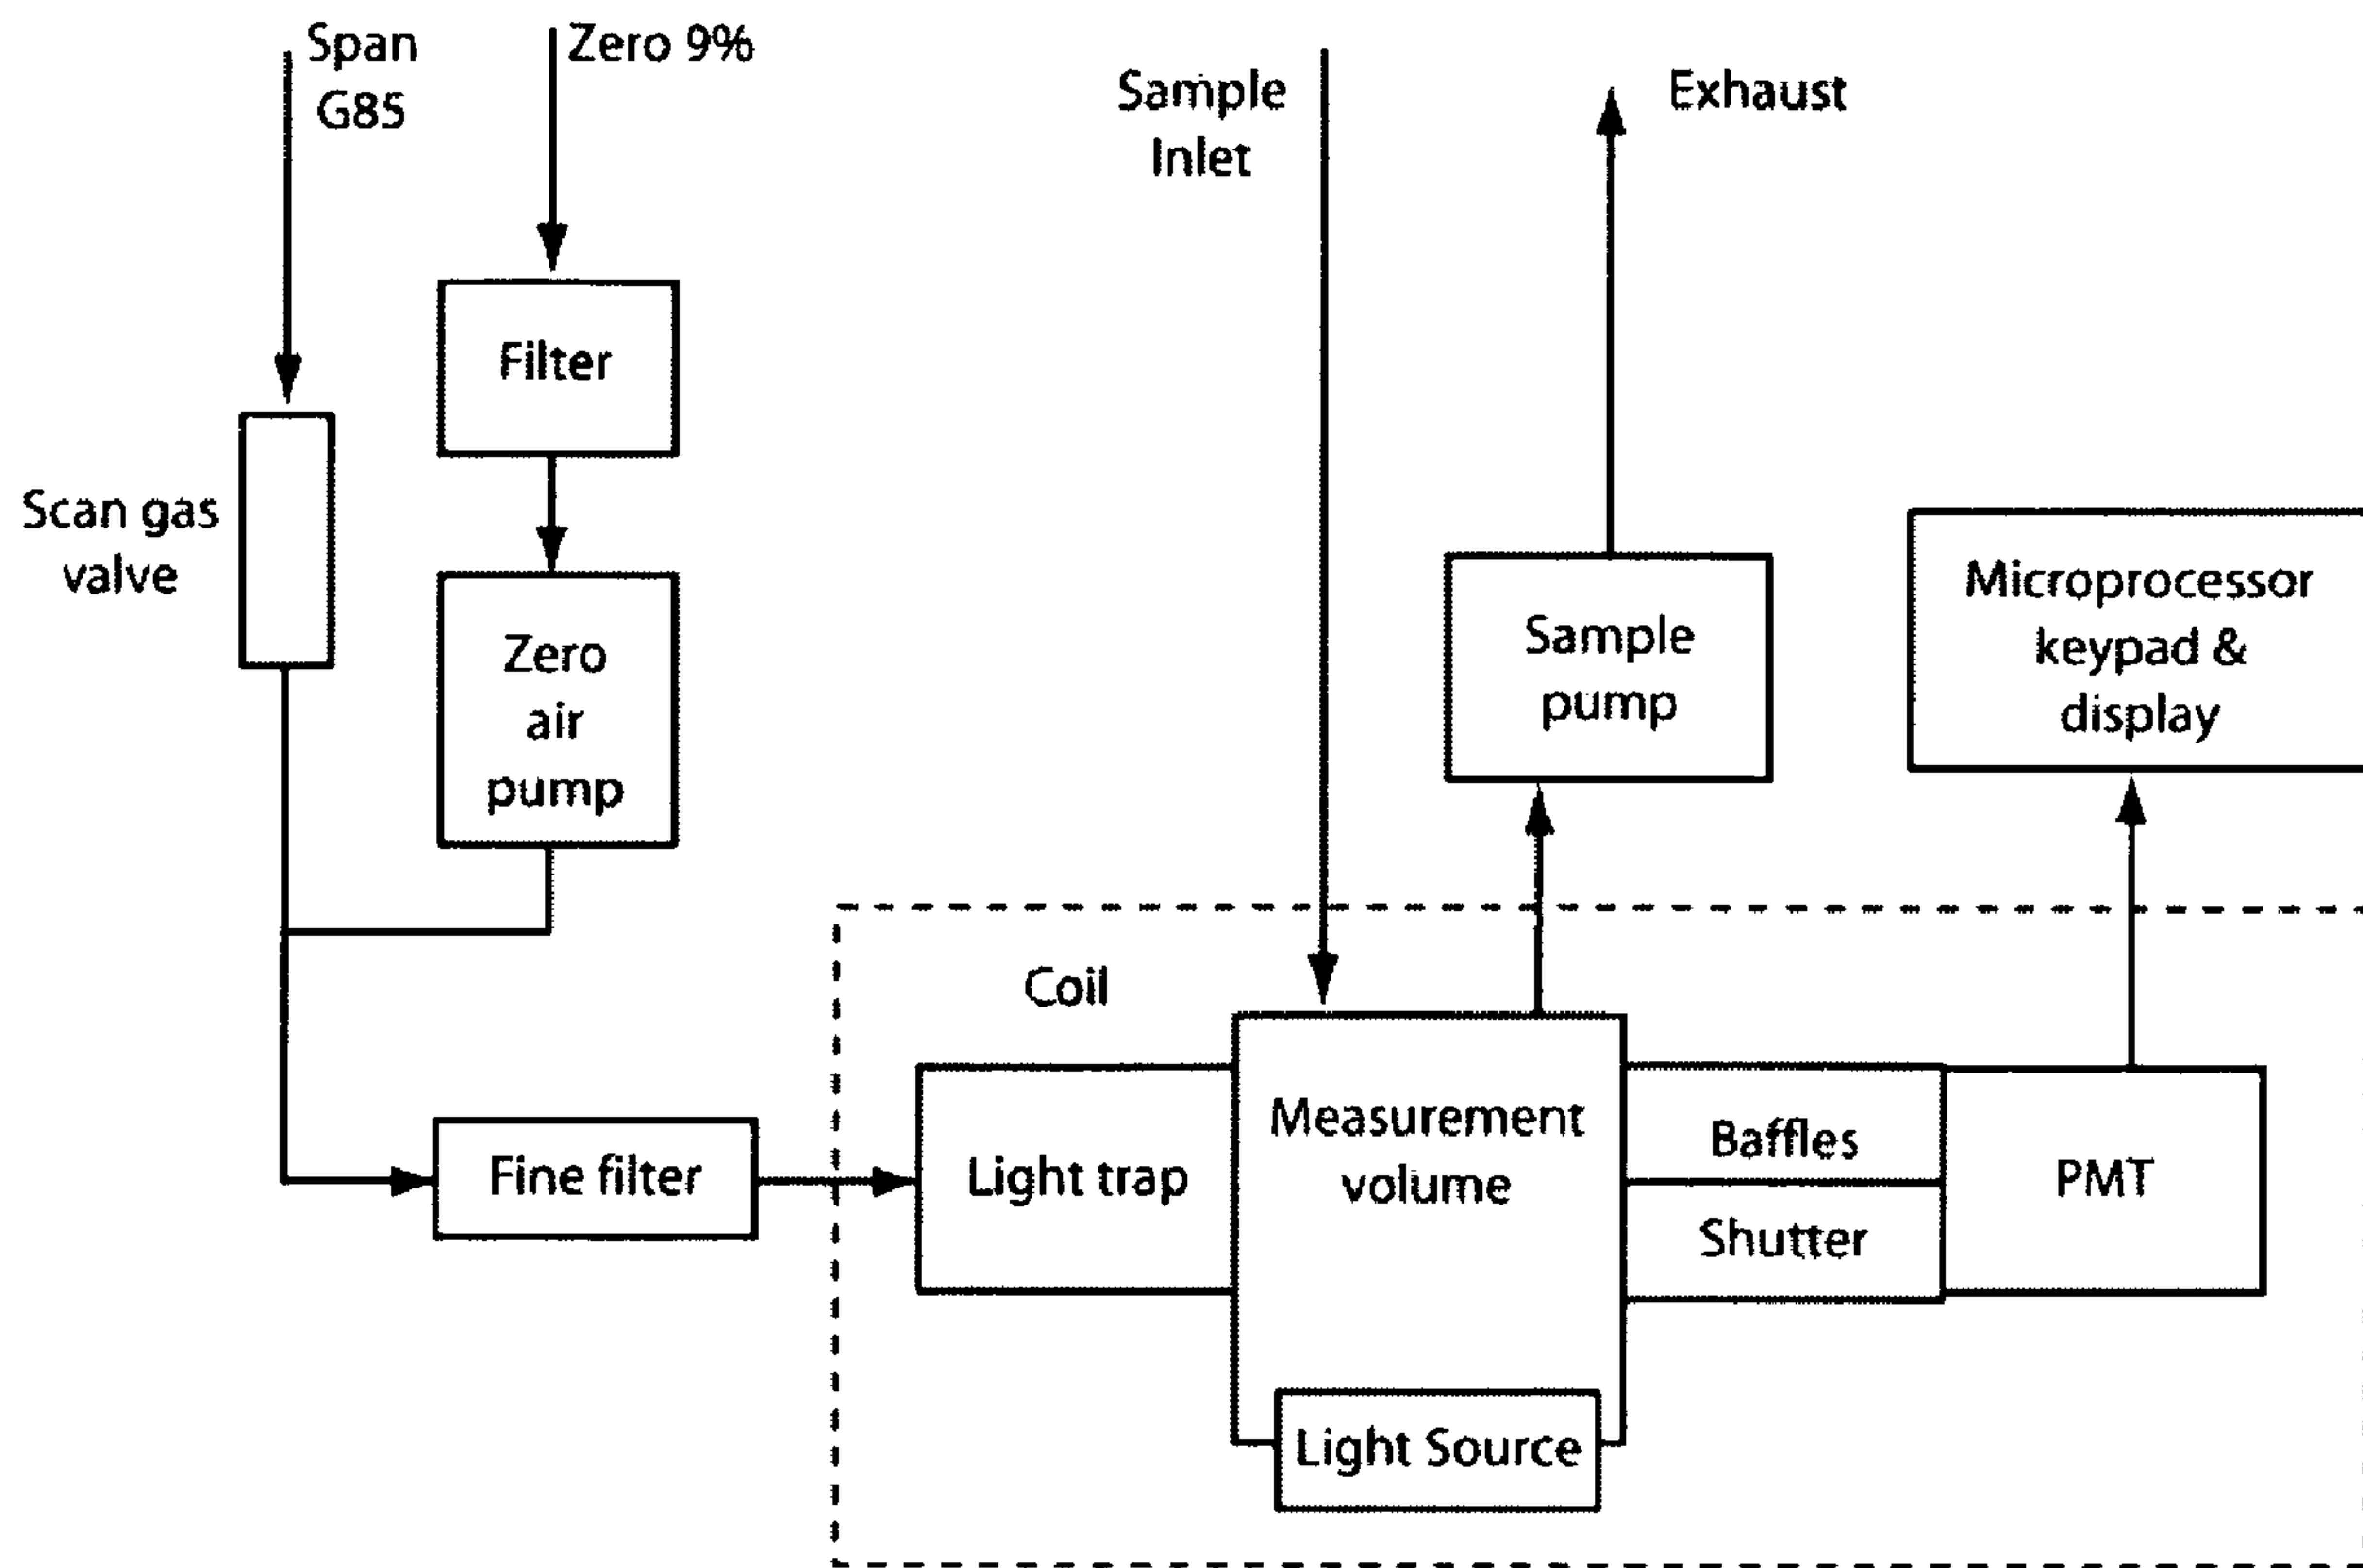 Span
G85
Zero 9%
Sample
Inlet
Exhaust
Filter
Scan gas
valve
Zero
air
pump
Sample
pump
Microprocessor
keypad &
display
Coil
Fine filter
Light trap
Measurement
volume
Baffles
Shutter
PMT
Light Source